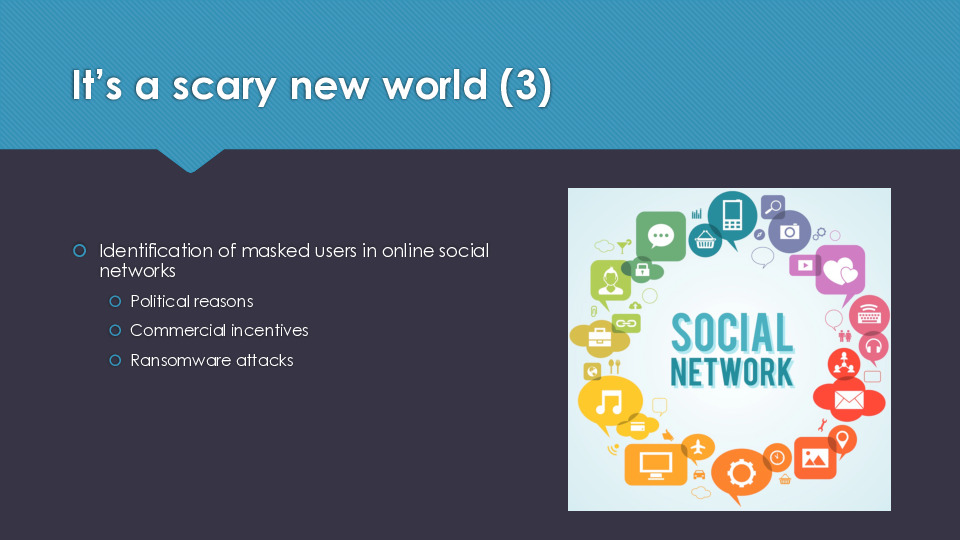 It's a scary new world (3)
Identification of masked users in online social
networks
Political reasons
Commercial incentives
Ransomware attacks
SOCIAL
NETWORK